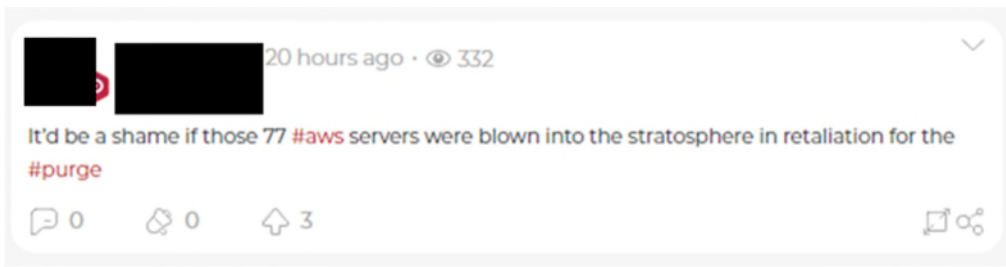 20 hours ago · 332
It'd be a shame if those 77 #aws servers were blown into the stratosphere in retaliation for the
#purge
0 0 3